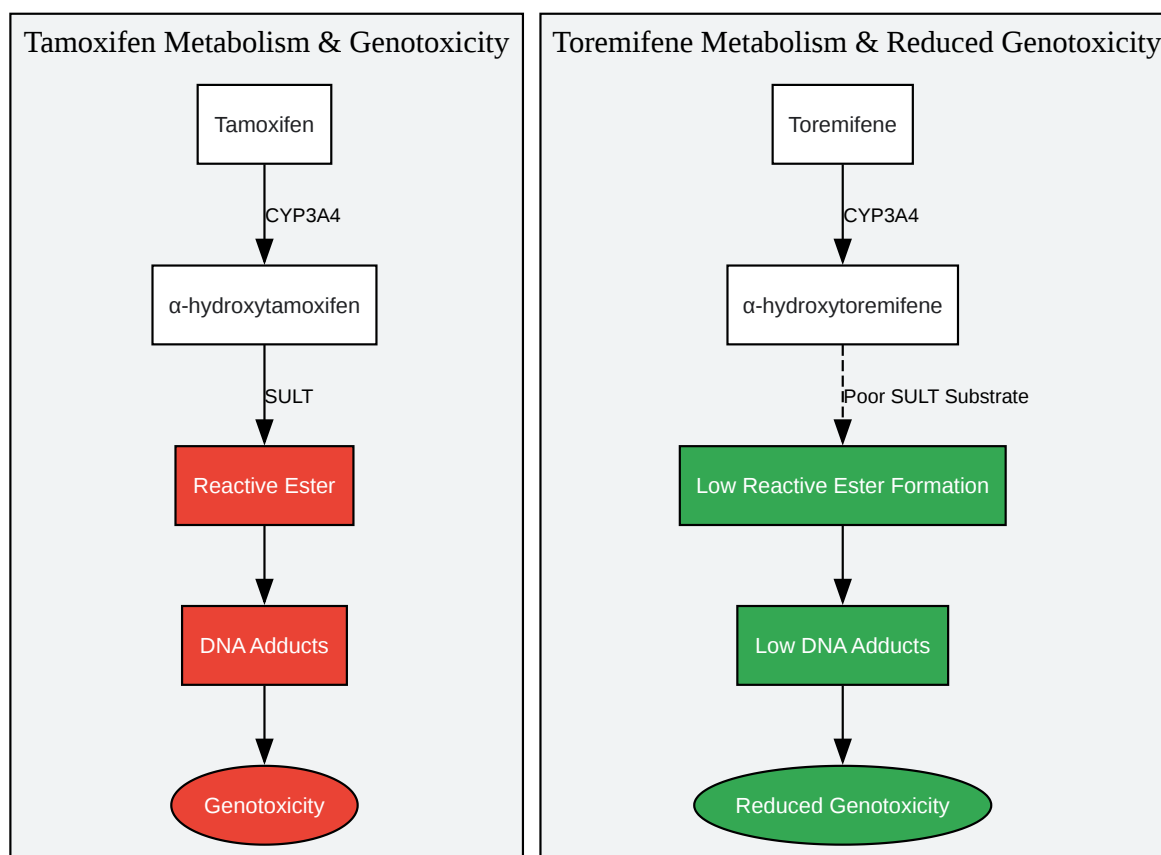 Tamoxifen Metabolism & Genotoxicity
Tamoxifen
CYP3A4
α-hydroxytamoxifen
SULT
Reactive Ester
DNA Adducts
Genotoxicity
Toremifene Metabolism & Reduced Genotoxicity
Toremifene
CYP3A4
α-hydroxytoremifene
Poor SULT Substrate
Low Reactive Ester Formation
Low DNA Adducts
Reduced Genotoxicity